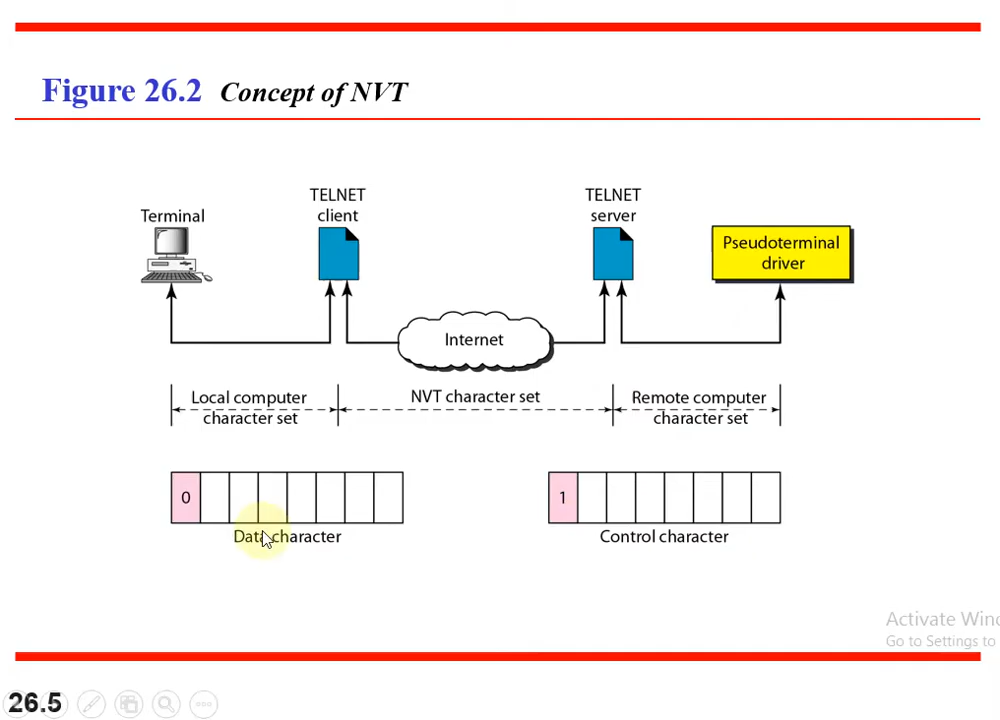 Figure 26.2 Concept of NVT
TELNET
client
TELNET
server
Terminal
Pseudoterminal
driver
Internet
Local computer
character set
NVT character set
Remote computer
character set
0
1
Data character
Control character
Activate Wind
Go to Settings to
26.5